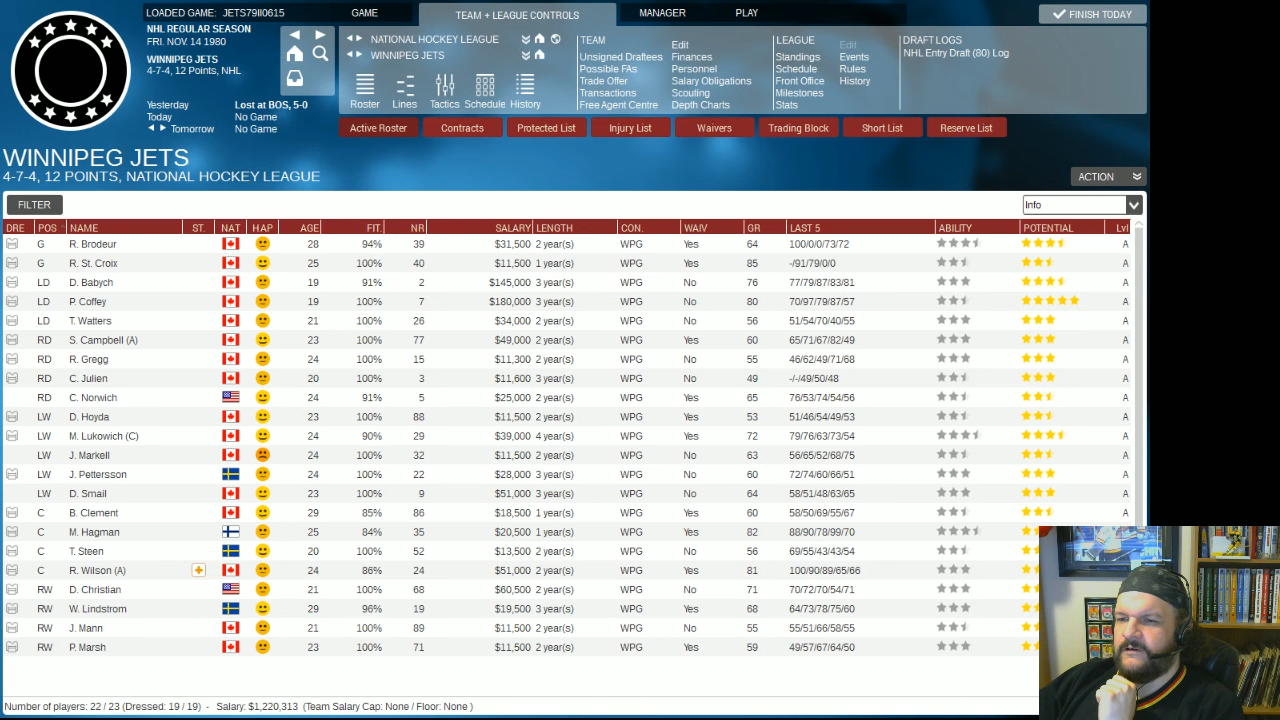 LOADED GAME: JETS79II0615 GAME TEAM + LEAGUE CONTROLS MANAGER PLAY FINISH TODAY
NHL REGULAR SEASON
FRI. NOV. 14 1980
WINNIPEG JETS
4-7-4, 12 Points, NHL
Yesterday Lost at BOS, 5-0
Today No Game
Tomorrow No Game
NATIONAL HOCKEY LEAGUE
WINNIPEG JETS
Roster Lines Tactics Schedule History
TEAM
Unsigned Draftees
Possible FAs
Trade Offer
Transactions
Free Agent Centre
Edit
Finances
Personnel
Salary Obligations
Scouting
Depth Charts
LEAGUE
Standings
Schedule
Front Office
Milestones
Stats
Edit
Events
Rules
History
DRAFT LOGS
NHL Entry Draft (80) Log
Active Roster Contracts Protected List Injury List Waivers Trading Block Short List Reserve List
WINNIPEG JETS
4-7-4, 12 POINTS, NATIONAL HOCKEY LEAGUE
ACTION
FILTER Info
DRE POS NAME ST. NAT HAP AGE FIT. NR SALARY LENGTH CON. WAIV GR LAST 5 ABILITY POTENTIAL Lvl
G R. Brodeur 28 94% 39 $31,500 2 year(s) WPG Yes 64 100/0/0/73/72 A
G R. St. Croix 25 100% 40 $11,500 1 year(s) WPG Yes 85 -/91/79/0/0 A
LD D. Babych 19 91% 2 $145,000 3 year(s) WPG No 76 77/79/87/83/81 A
LD P. Coffey 19 100% 7 $180,000 3 year(s) WPG No 80 70/97/79/87/57 A
LD T. Watters 21 100% 26 $34,000 2 year(s) WPG No 56 51/54/70/40/55 A
RD S. Campbell (A) 23 100% 77 $49,000 2 year(s) WPG Yes 60 65/71/67/82/49 A
RD R. Gregg 24 100% 15 $11,300 2 year(s) WPG No 55 46/62/49/71/68 A
RD C. Julien 20 100% 3 $11,600 3 year(s) WPG No 49 -/-/49/50/48 A
RD C. Norwich 24 91% 5 $25,000 2 year(s) WPG Yes 65 76/53/74/54/56 A
LW D. Hoyda 23 100% 88 $11,500 2 year(s) WPG Yes 53 51/46/54/49/53 A
LW M. Lukowich (C) 24 90% 29 $39,000 4 year(s) WPG Yes 72 79/76/63/73/54 A
LW J. Markell 24 100% 32 $11,500 2 year(s) WPG No 63 56/65/52/68/75 A
LW J. Pettersson 24 100% 22 $28,000 3 year(s) WPG No 60 72/74/60/66/51 A
LW D. Smail 23 100% 9 $51,000 3 year(s) WPG No 64 58/51/48/63/65 A
C B. Clement 29 85% 86 $18,500 1 year(s) WPG Yes 60 58/50/69/55/67 A
C M. Hagman 25 84% 35 $20,500 1 year(s) WPG Yes 82 88/90/78/99/70
C T. Steen 20 100% 52 $13,500 2 year(s) WPG No 56 69/55/43/43/54
C R. Wilson (A) 24 86% 24 $51,000 2 year(s) WPG Yes 81 100/90/89/65/66
RW D. Christian 21 100% 68 $60,500 2 year(s) WPG No 71 70/72/70/54/71
RW W. Lindstrom 29 96% 19 $19,500 3 year(s) WPG Yes 68 64/73/78/75/60
RW J. Mann 21 100% 89 $11,500 2 year(s) WPG No 55 55/51/66/58/55
RW P. Marsh 23 100% 71 $11,500 2 year(s) WPG Yes 59 49/57/67/64/50
Number of players: 22 / 23 (Dressed: 19 / 19) - Salary: $1,220,313 (Team Salary Cap: None / Floor: None )